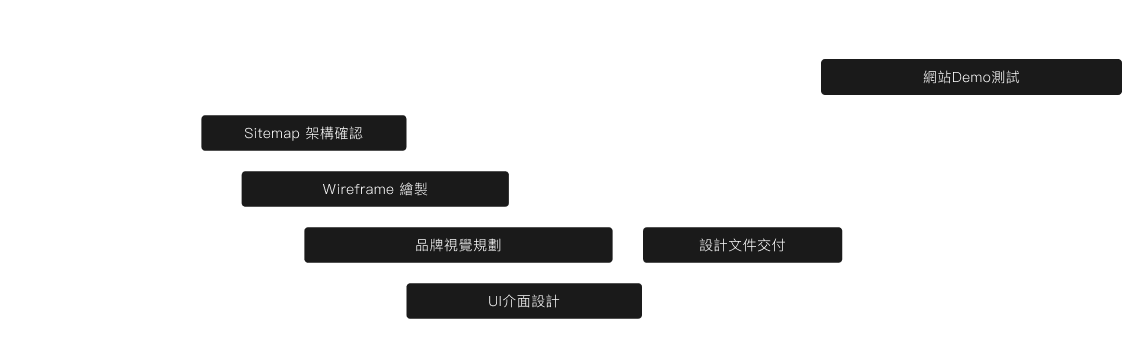 網站Demo測試
Sitemap 架構確認
Wireframe 繪製
品牌視覺規劃
設計文件交付
UI介面設計